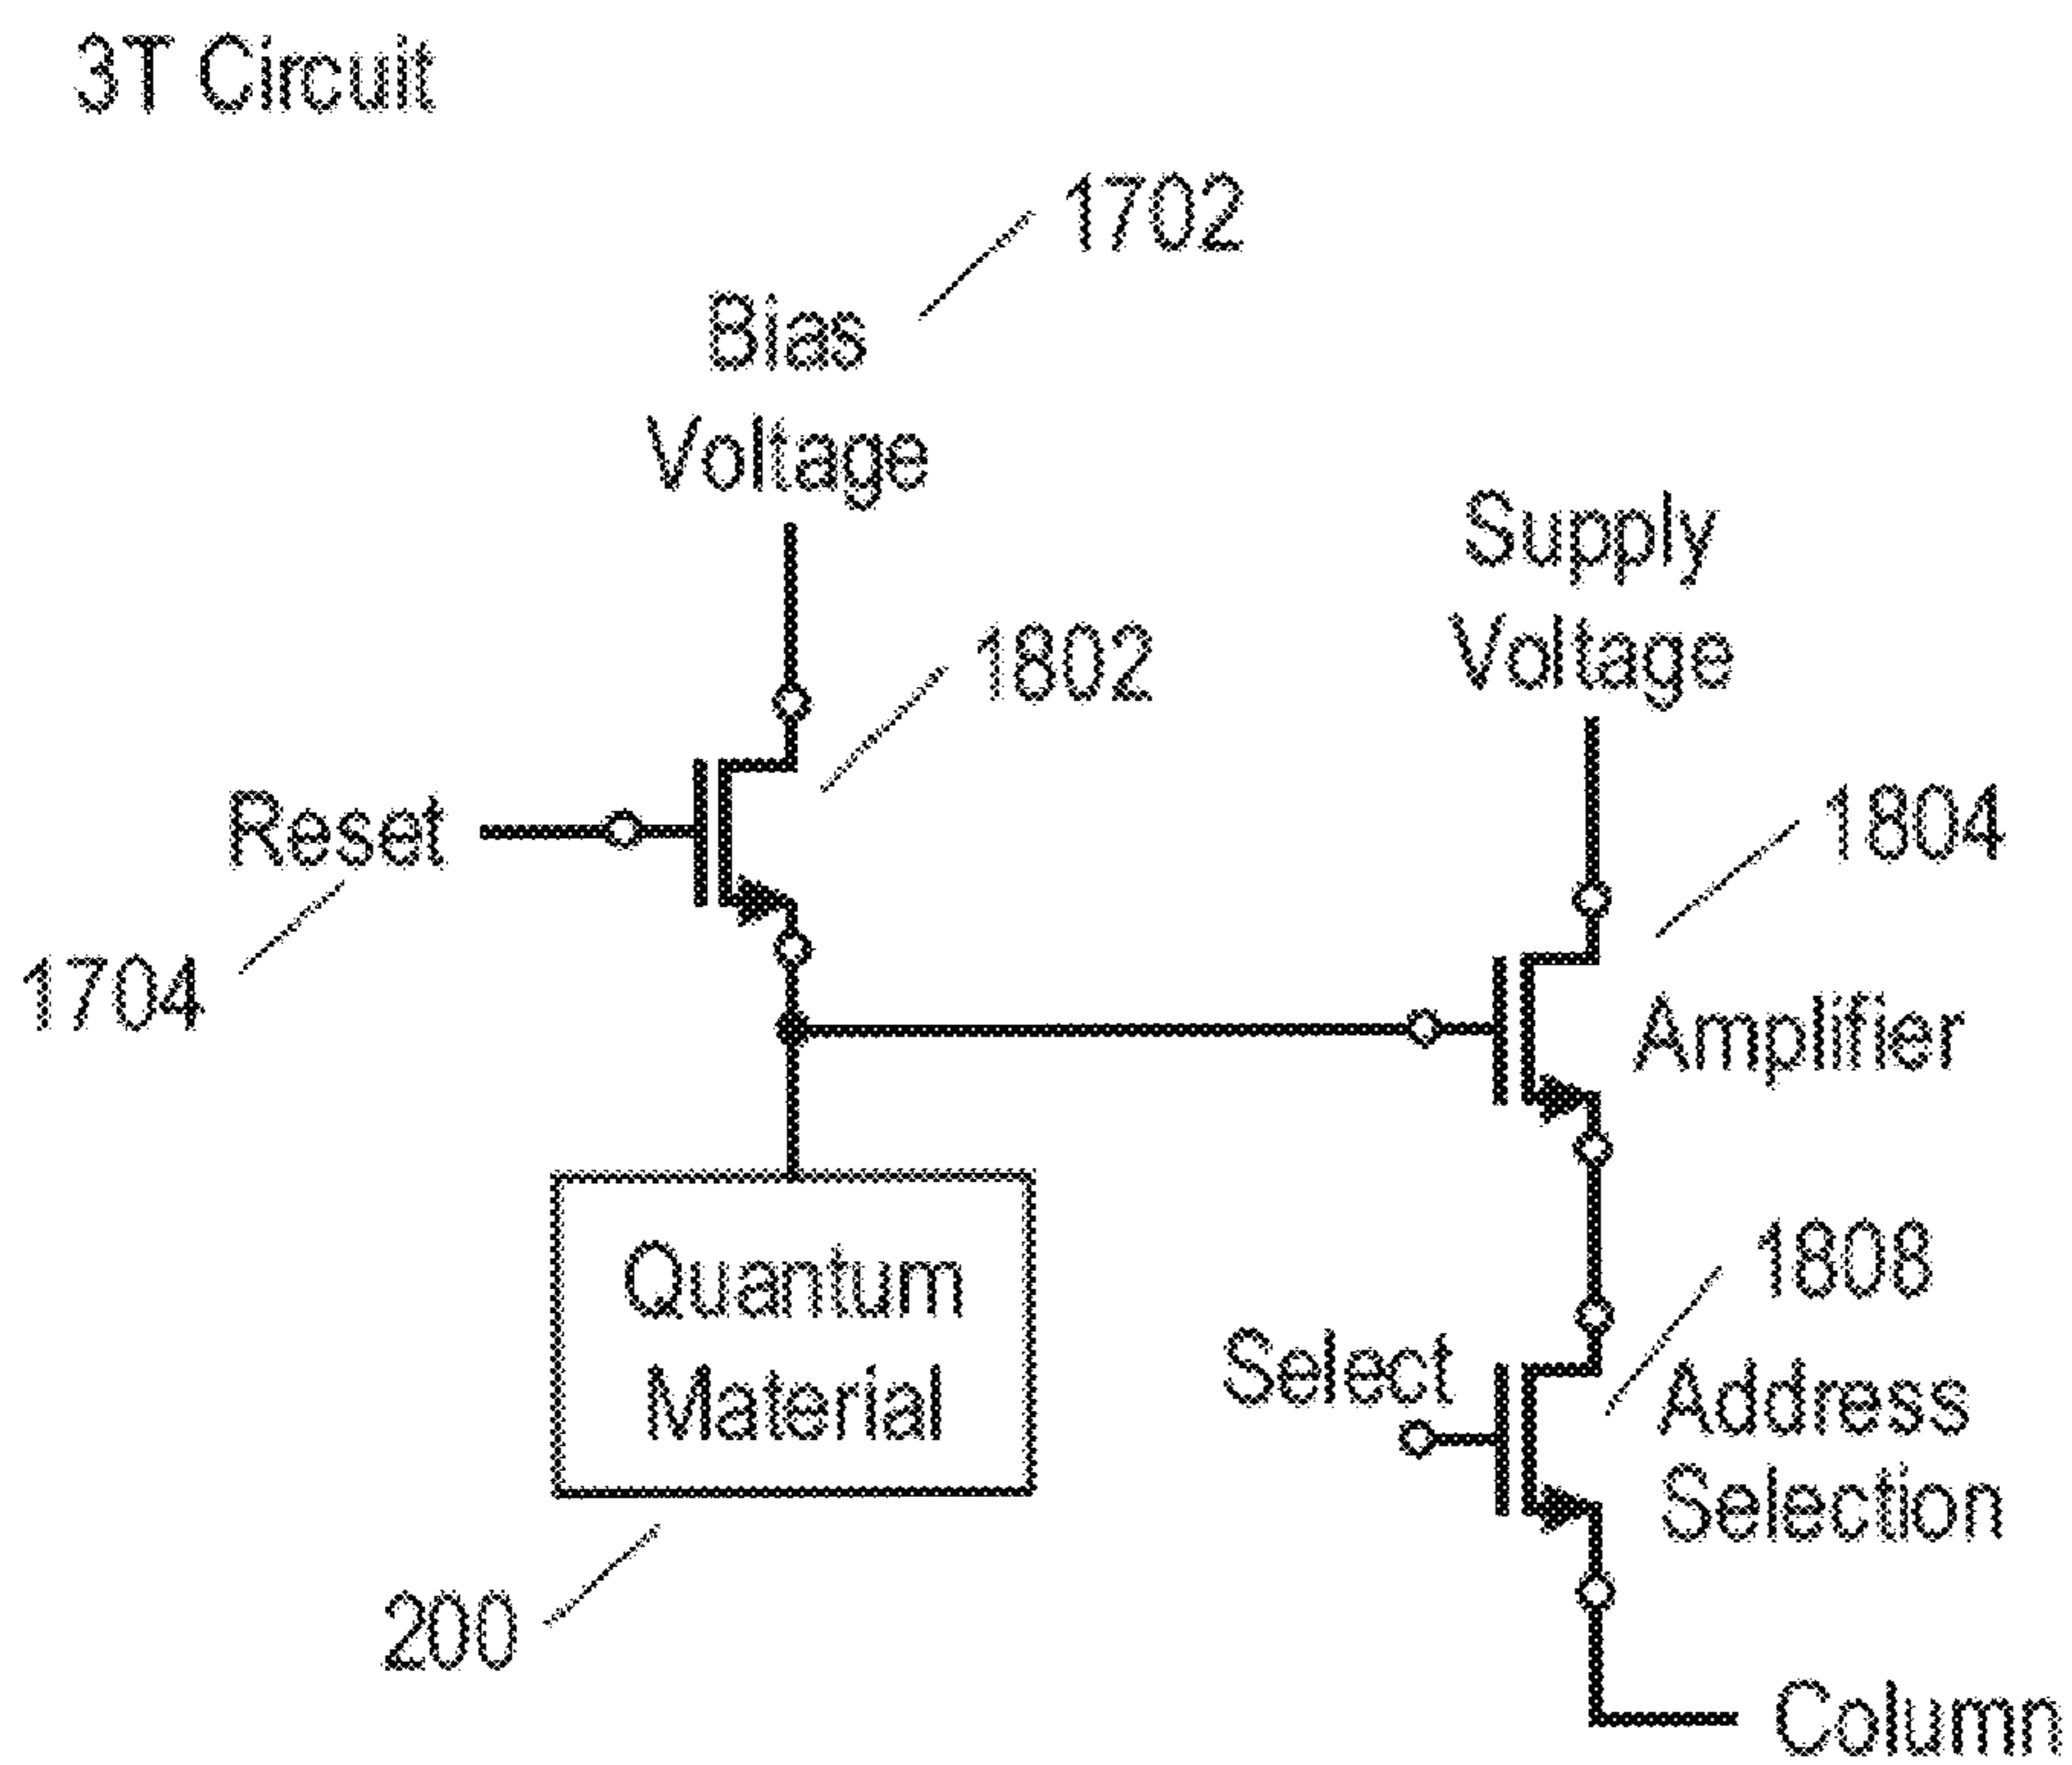 3T Circuit
1702
Bias
Voltage
Supply
Voltage
1802
1804
Reset
1704
Amplifier
Quantum
Material
1808
Select
Address
Selection
200
Column